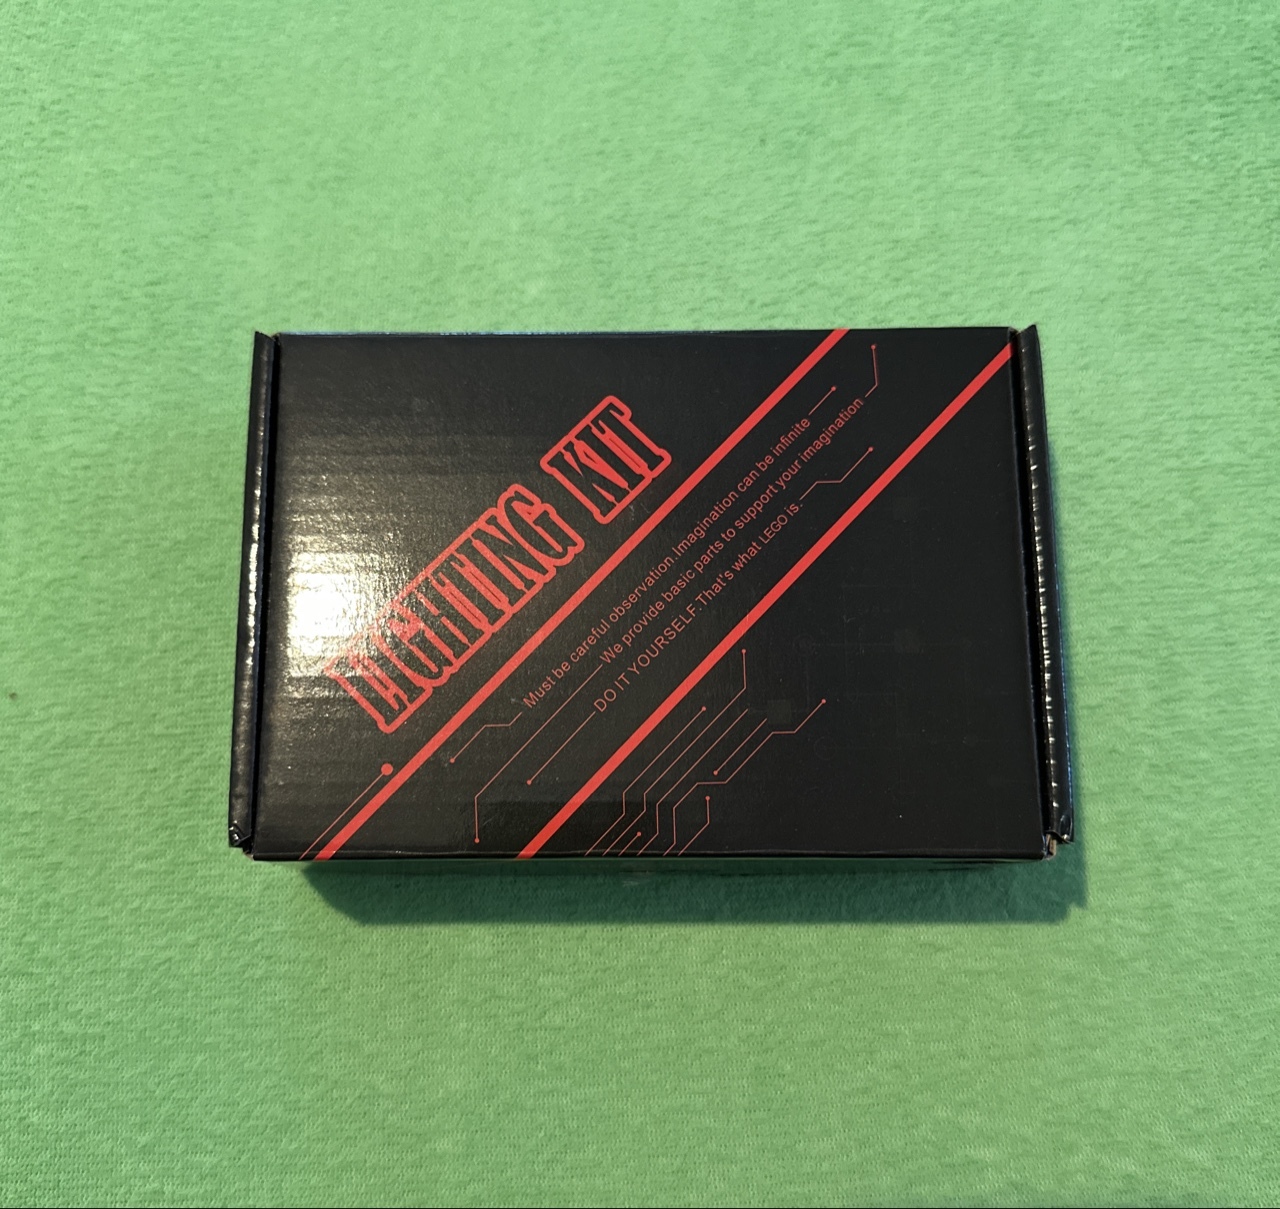 LIGHTING KIT
Must be careful observation.Imagination can be infinite
We provide basic parts to support your imagination
DO IT YOURSELF.That's what LEGO is.